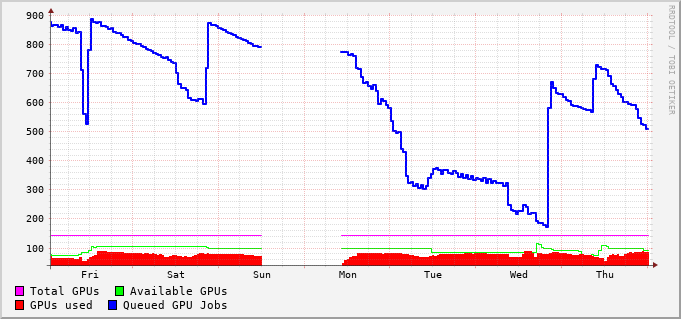 900
800
700
600
500
400
300
200
100
Fri Sat Sun Mon Tue Wed Thu
Total GPUs Available GPUs
GPUs used Queued GPU Jobs
RRDTOOL / TOBI OETIKER